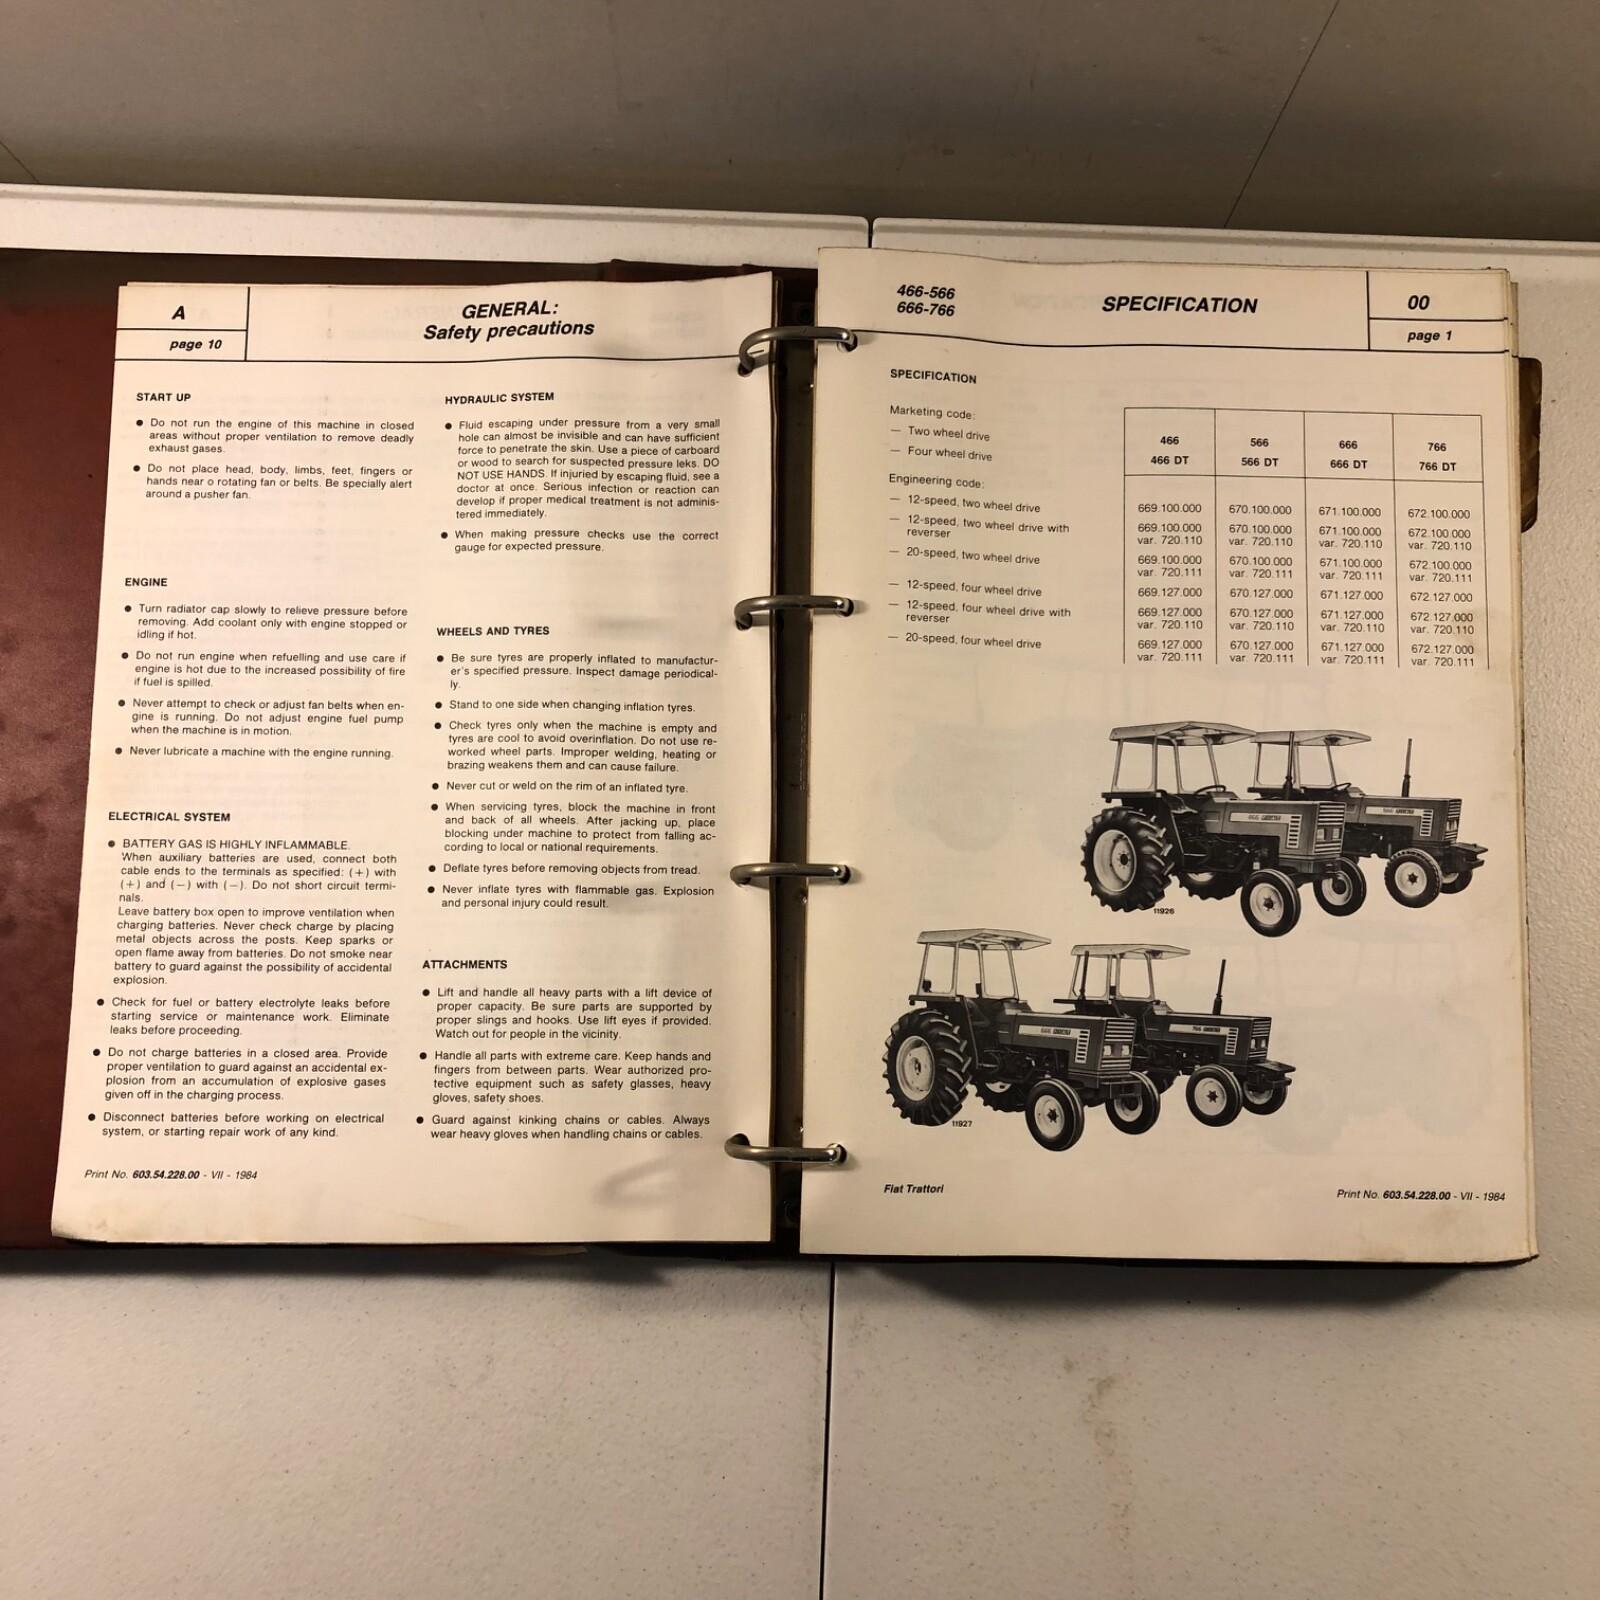 A
page 10
GENERAL:
Safety precautions
START UP
● Do not run the engine of this machine in closed
areas without proper ventilation to remove deadly
exhaust gases.
● Do not place head, body, limbs, feet, fingers or
hands near o rotating fan or belts. Be specially alert
around a pusher fan.
ENGINE
● Turn radiator cap slowly to relieve pressure before
removing. Add coolant only with engine stopped or
idling if hot.
● Do not run engine when refuelling and use care if
engine is hot due to the increased possibility of fire
if fuel is spilled.
● Never attempt to check or adjust fan belts when en-
gine is running. Do not adjust engine fuel pump
when the machine is in motion.
● Never lubricate a machine with the engine running.
ELECTRICAL SYSTEM
● BATTERY GAS IS HIGHLY INFLAMMABLE.
When auxiliary batteries are used, connect both
cable ends to the terminals as specified: (+) with
(+) and (−) with (−). Do not short circuit termi-
nals.
Leave battery box open to improve ventilation when
charging batteries. Never check charge by placing
metal objects across the posts. Keep sparks or
open flame away from batteries. Do not smoke near
battery to guard against the possibility of accidental
explosion.
● Check for fuel or battery electrolyte leaks before
starting service or maintenance work. Eliminate
leaks before proceeding.
● Do not charge batteries in a closed area. Provide
proper ventilation to guard against an accidental ex-
plosion from an accumulation of explosive gases
given off in the charging process.
● Disconnect batteries before working on electrical
system, or starting repair work of any kind.
HYDRAULIC SYSTEM
● Fluid escaping under pressure from a very small
hole can almost be invisible and can have sufficient
force to penetrate the skin. Use a piece of carboard
or wood to search for suspected pressure leks. DO
NOT USE HANDS. If injuried by escaping fluid, see a
doctor at once. Serious infection or reaction can
develop if proper medical treatment is not adminis-
tered immediately.
● When making pressure checks use the correct
gauge for expected pressure.
WHEELS AND TYRES
● Be sure tyres are properly inflated to manufactur-
er's specified pressure. Inspect damage periodical-
ly.
● Stand to one side when changing inflation tyres.
● Check tyres only when the machine is empty and
tyres are cool to avoid overinflation. Do not use re-
worked wheel parts. Improper welding, heating or
brazing weakens them and can cause failure.
● Never cut or weld on the rim of an inflated tyre.
● When servicing tyres, block the machine in front
and back of all wheels. After jacking up, place
blocking under machine to protect from falling ac-
cording to local or national requirements.
● Deflate tyres before removing objects from tread.
● Never inflate tyres with flammable gas. Explosion
and personal injury could result.
ATTACHMENTS
● Lift and handle all heavy parts with a lift device of
proper capacity. Be sure parts are supported by
proper slings and hooks. Use lift eyes if provided.
Watch out for people in the vicinity.
● Handle all parts with extreme care. Keep hands and
fingers from between parts. Wear authorized pro-
tective equipment such as safety glasses, heavy
gloves, safety shoes.
● Guard against kinking chains or cables. Always
wear heavy gloves when handling chains or cables.
Print No. 603.54.228.00 - VII - 1984
466-566
666-766
SPECIFICATION
00
page 1
SPECIFICATION
Marketing code:
— Two wheel drive 466 566 666 766
— Four wheel drive 466 DT 566 DT 666 DT 766 DT
Engineering code:
— 12-speed, two wheel drive 669.100.000 670.100.000 671.100.000 672.100.000
— 12-speed, two wheel drive with 669.100.000 670.100.000 671.100.000 672.100.000
reverser var. 720.110 var. 720.110 var. 720.110 var. 720.110
— 20-speed, two wheel drive 669.100.000 670.100.000 671.100.000 672.100.000
var. 720.111 var. 720.111 var. 720.111 var. 720.111
— 12-speed, four wheel drive 669.127.000 670.127.000 671.127.000 672.127.000
— 12-speed, four wheel drive with 669.127.000 670.127.000 671.127.000 672.127.000
reverser var. 720.110 var. 720.110 var. 720.110 var. 720.110
— 20-speed, four wheel drive 669.127.000 670.127.000 671.127.000 672.127.000
var. 720.111 var. 720.111 var. 720.111 var. 720.111
466 FIAT
566 FIAT
11926
666 FIAT
766 FIAT
11927
Fiat Trattori
Print No. 603.54.228.00 - VII - 1984